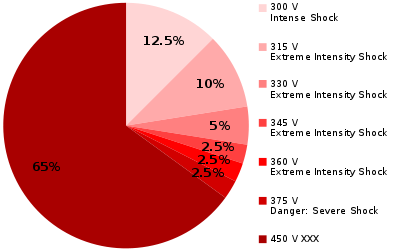 12.5%
10%
5%
2.5%
2.5%
2.5%
65%
300 V
Intense Shock
315 V
Extreme Intensity Shock
330 V
Extreme Intensity Shock
345 V
Extreme Intensity Shock
360 V
Extreme Intensity Shock
375 V
Danger: Severe Shock
450 V XXX